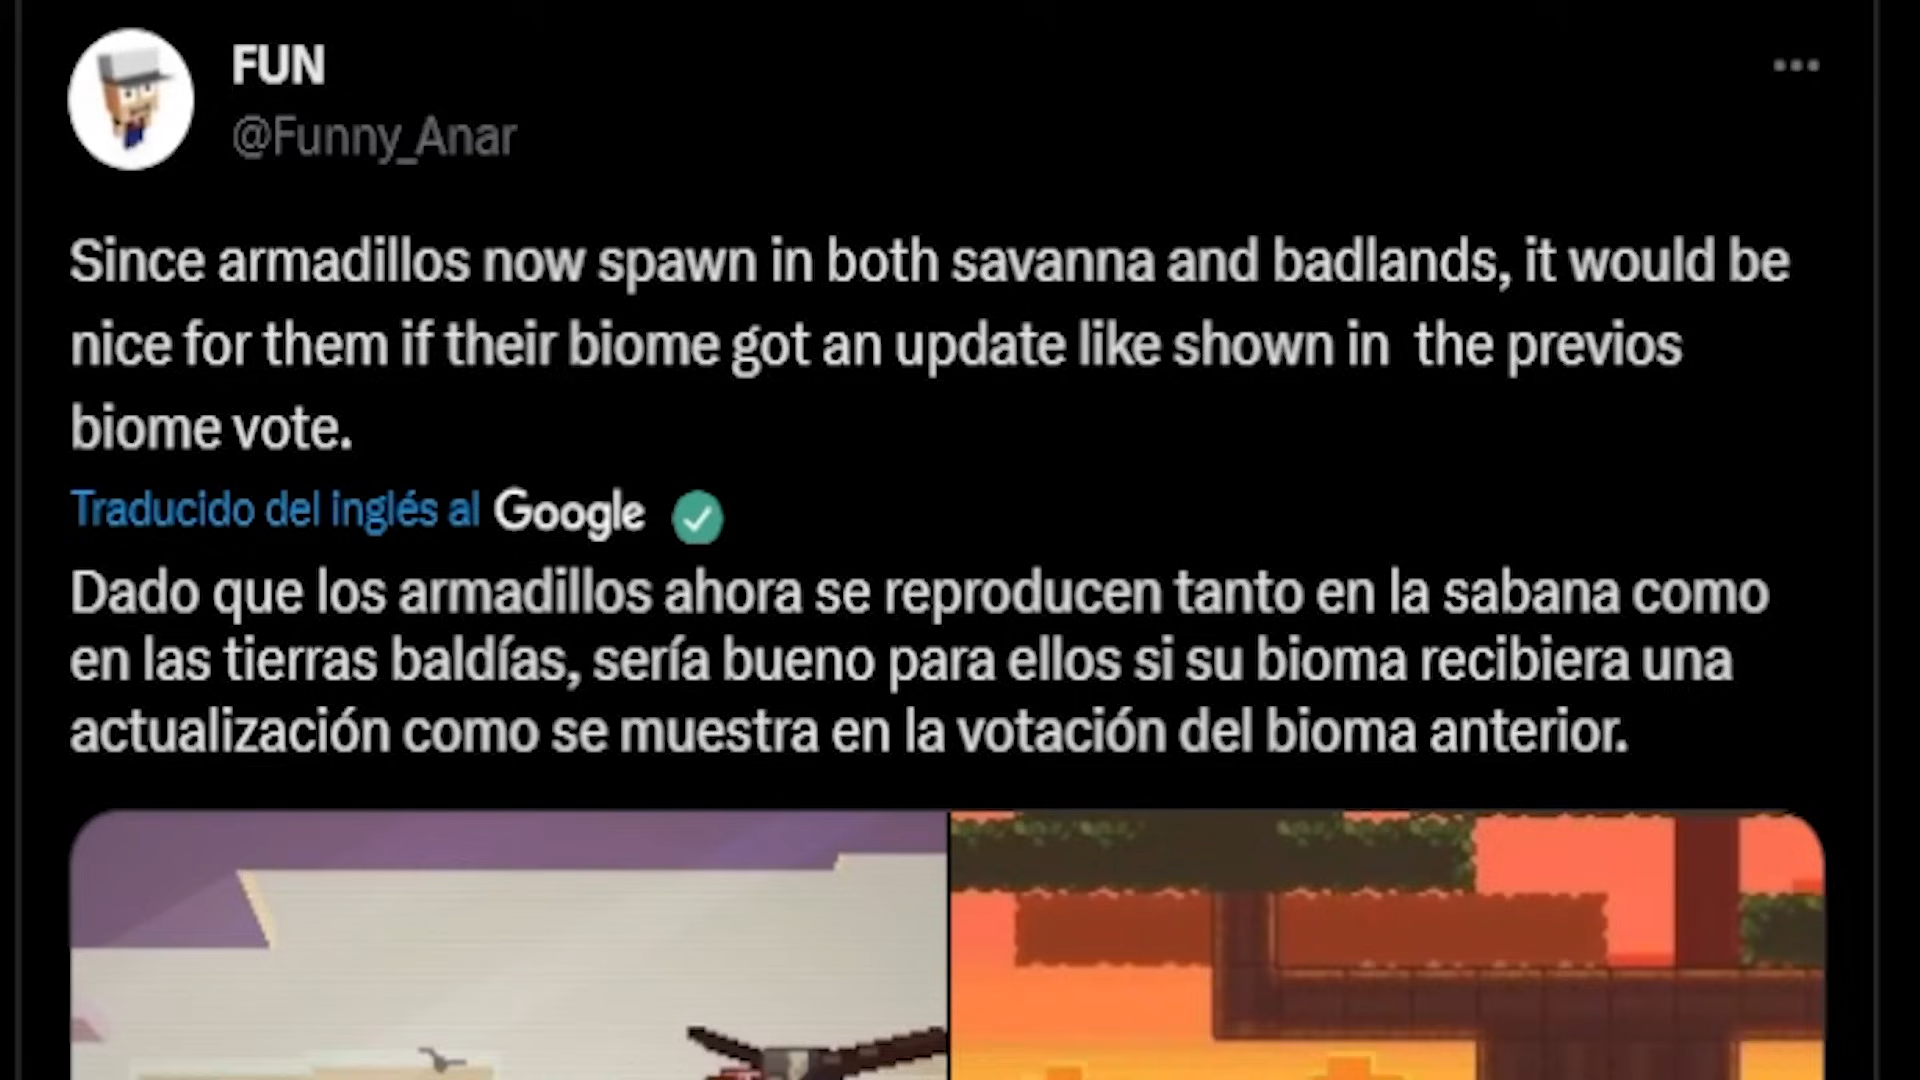 FUN
@Funny_Anar
Since armadillos now spawn in both savanna and badlands, it would be
nice for them if their biome got an update like shown in the previos
biome vote.
Traducido del inglés al Google
Dado que los armadillos ahora se reproducen tanto en la sabana como
en las tierras baldías, sería bueno para ellos si su bioma recibiera una
actualización como se muestra en la votación del bioma anterior.